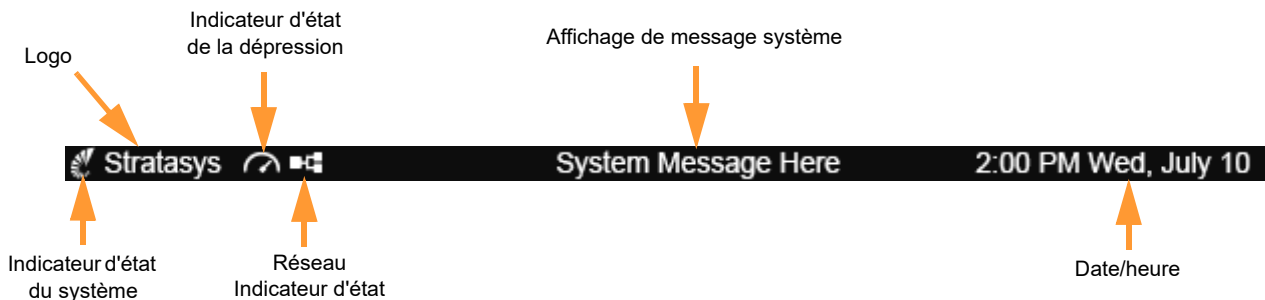 Indicateur d'état
de la dépression
Affichage de message système
Logo
Stratasys
System Message Here
2:00 PM Wed, July 10
Indicateur d'état
du système
Réseau
Indicateur d'état
Date/heure